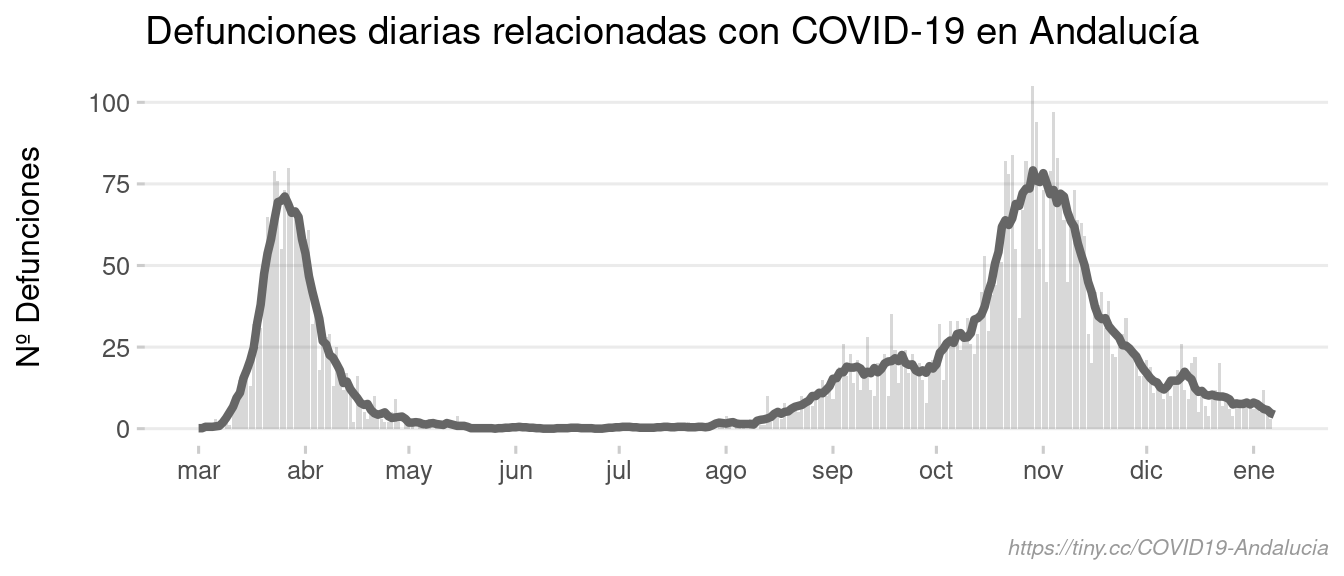 Defunciones diarias relacionadas con COVID-19 en Andalucía
Nº Defunciones
100
75
50
25
0
mar abr may jun jul ago sep oct nov dic ene
https://tiny.cc/COVID19-Andalucia